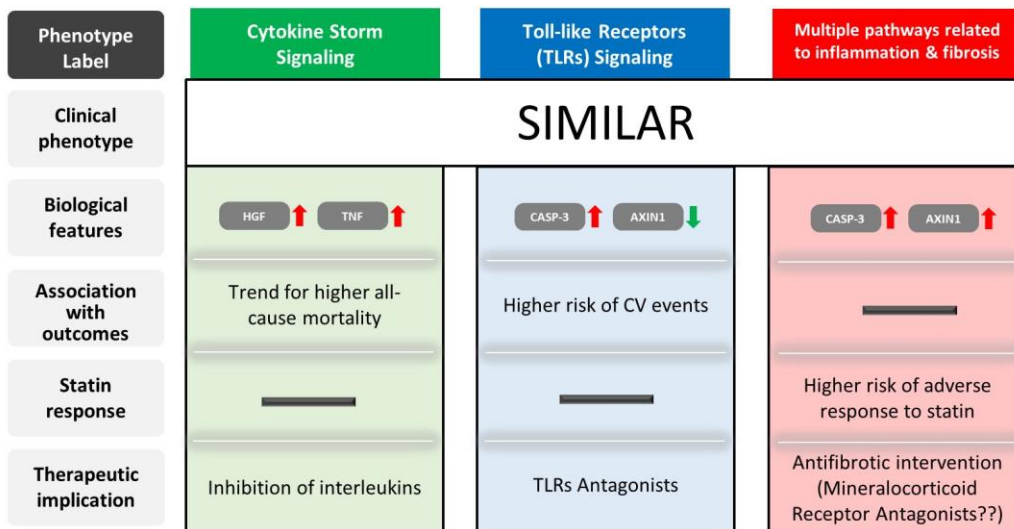 Phenotype
Label
Cytokine Storm
Signaling
Toll-like Receptors
(TLRs) Signaling
Multiple pathways related
to inflammation & fibrosis
Clinical
phenotype
SIMILAR
Biological
features
HGF
TNF
CASP-3
AXIN1
CASP-3
AXIN1
Association
with
outcomes
Trend for higher all-
cause mortality
Higher risk of CV events
Statin
response
Higher risk of adverse
response to statin
Therapeutic
implication
Inhibition of interleukins
TLRs Antagonists
Antifibrotic intervention
(Mineralocorticoid
Receptor Antagonists??)